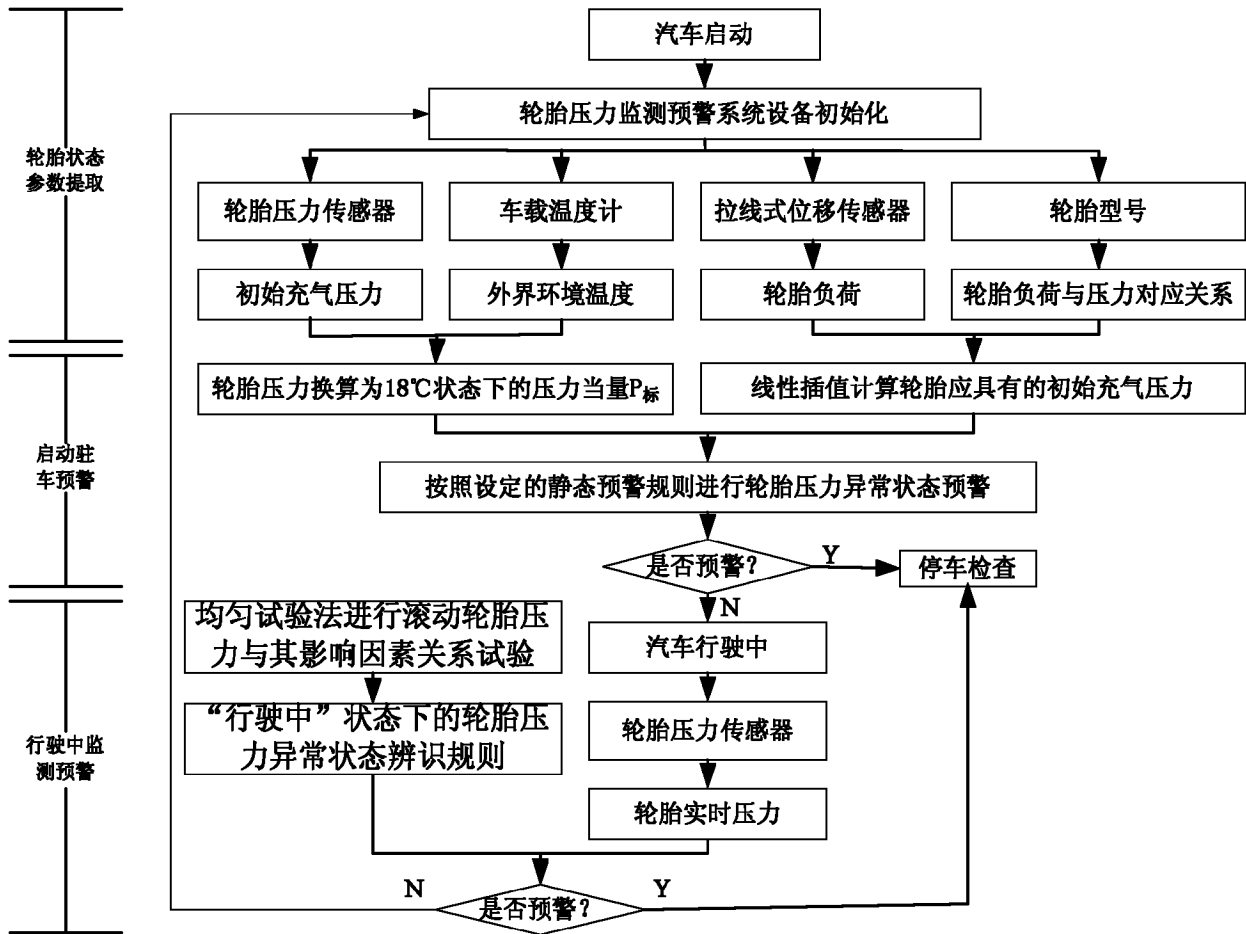 汽车启动
轮胎压力监测预警系统设备初始化
轮胎状态
参数提取
轮胎压力传感器
车载温度计
拉线式位移传感器
轮胎型号
初始充气压力
外界环境温度
轮胎负荷
轮胎负荷与压力对应关系
轮胎压力换算为18℃状态下的压力当量P标
线性插值计算轮胎应具有的初始充气压力
启动驻
车预警
按照设定的静态预警规则进行轮胎压力异常状态预警
是否预警?
Y
停车检查
N
均匀试验法进行滚动轮胎压
力与其影响因素关系试验
汽车行驶中
“行驶中”状态下的轮胎压
力异常状态辨识规则
轮胎压力传感器
行驶中监
测预警
轮胎实时压力
N
是否预警?
Y